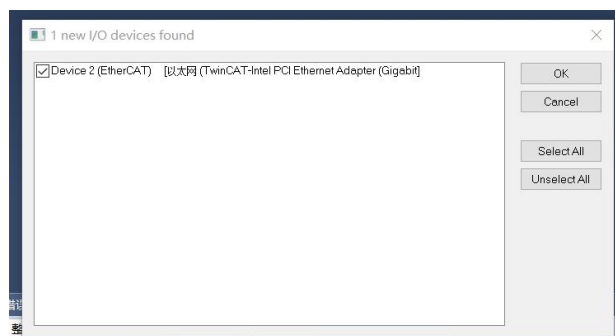 1 new I/O devices found
Device 2 (EtherCAT) [以太网 (TwinCAT-Intel PCI Ethernet Adapter (Gigabit]
OK
Cancel
Select All
Unselect All
整